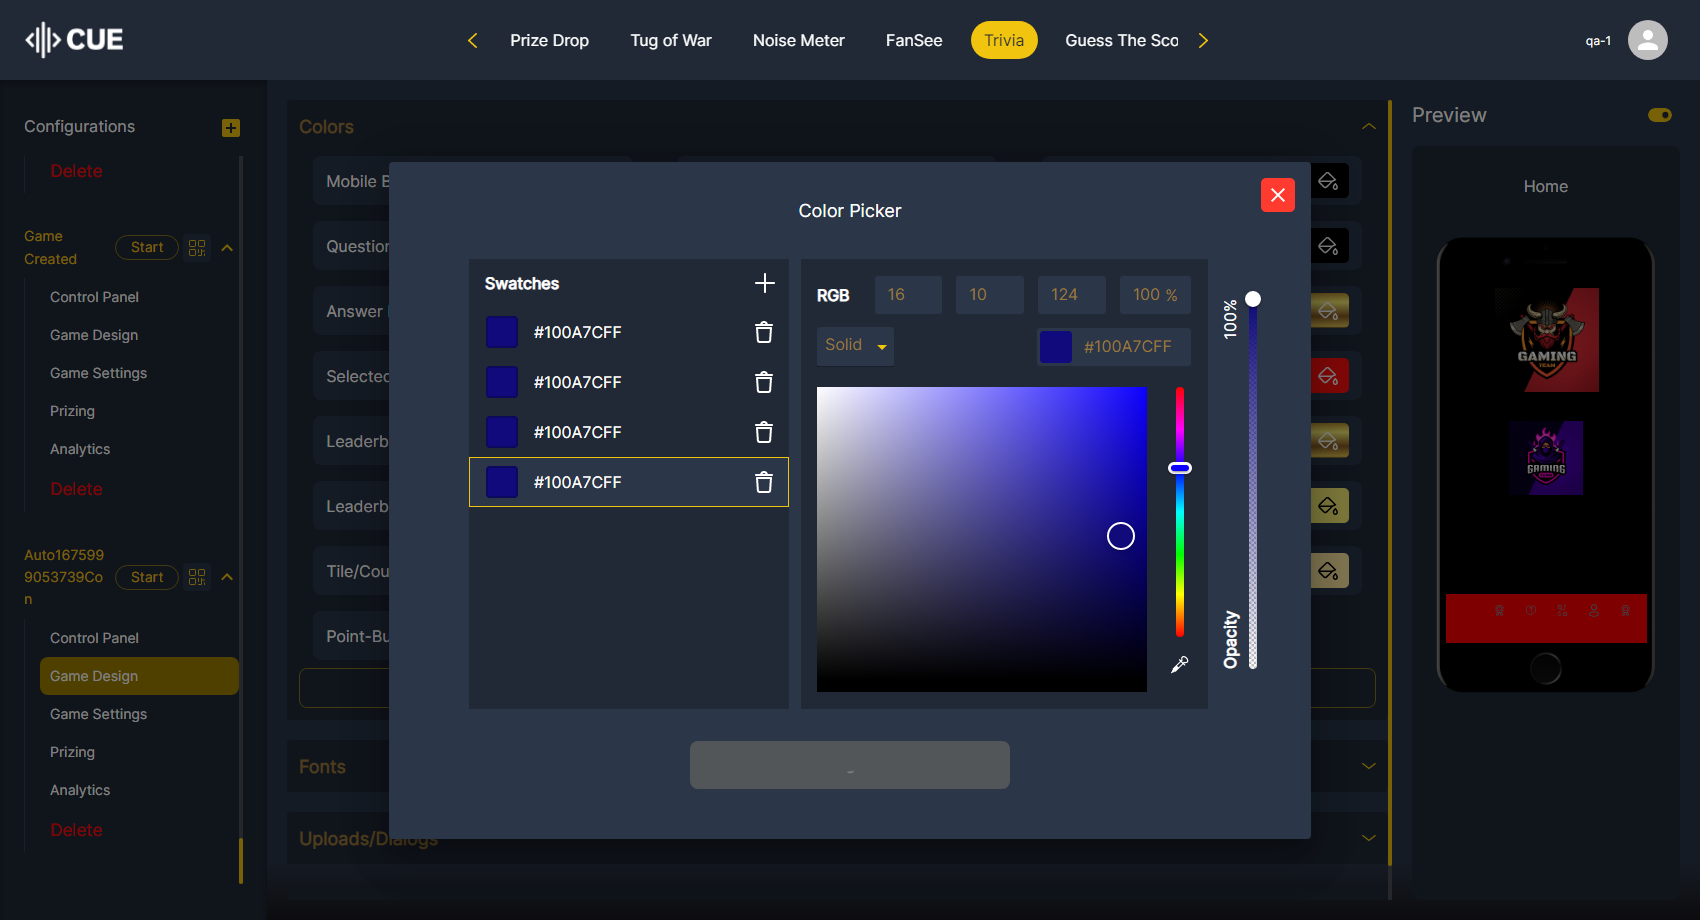 CUE
Prize Drop
Tug of War
Noise Meter
FanSee
Trivia
Guess The Sco
qa-1
Configurations
Delete
Game
Created
Start
Control Panel
Game Design
Game Settings
Prizing
Analytics
Delete
Auto167599
9053739Co
n
Start
Control Panel
Game Design
Game Settings
Prizing
Analytics
Delete
Colors
Mobile B
Question
Answer
Selected
Leaderb
Leaderb
Tile/Cou
Point-Bu
Fonts
Uploads/Dialogs
Color Picker
Swatches
#100A7CFF
#100A7CFF
#100A7CFF
#100A7CFF
RGB
16
10
124
100 %
Solid
#100A7CFF
100%
Opacity
Preview
Home
GAMING
TEAM
GAMING